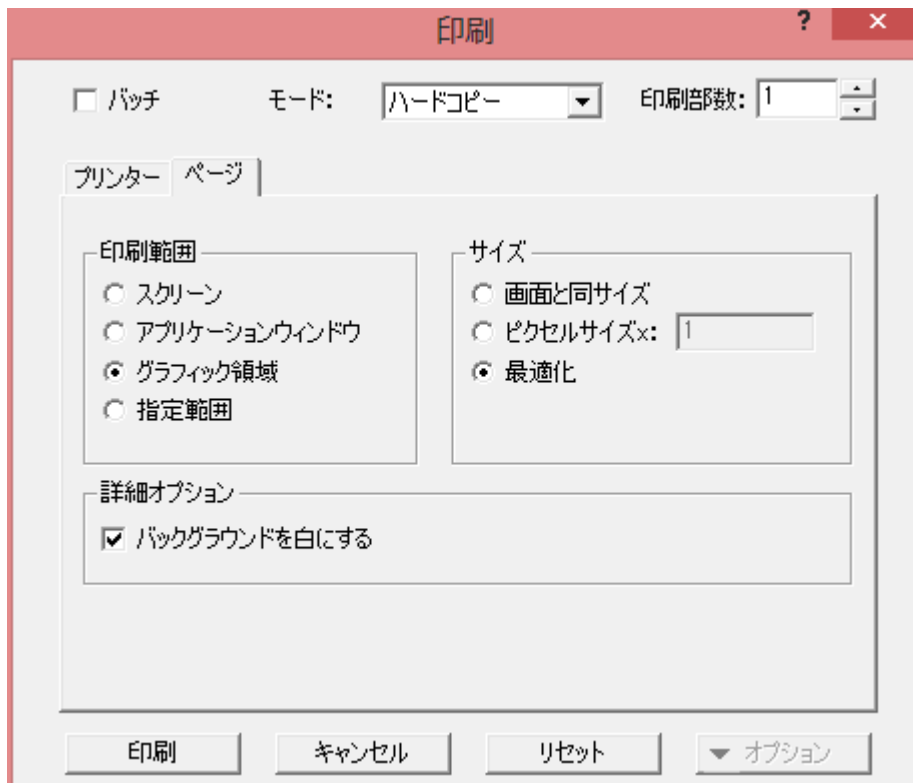 印刷 ?
バッチ モード: ハードコピー 印刷部数: 1
プリンター ページ
印刷範囲 サイズ
スクリーン 画面と同サイズ
アプリケーションウィンドウ ピクセルサイズx: 1
グラフィック領域 最適化
指定範囲
詳細オプション
バックグラウンドを白にする
印刷 キャンセル リセット オプション